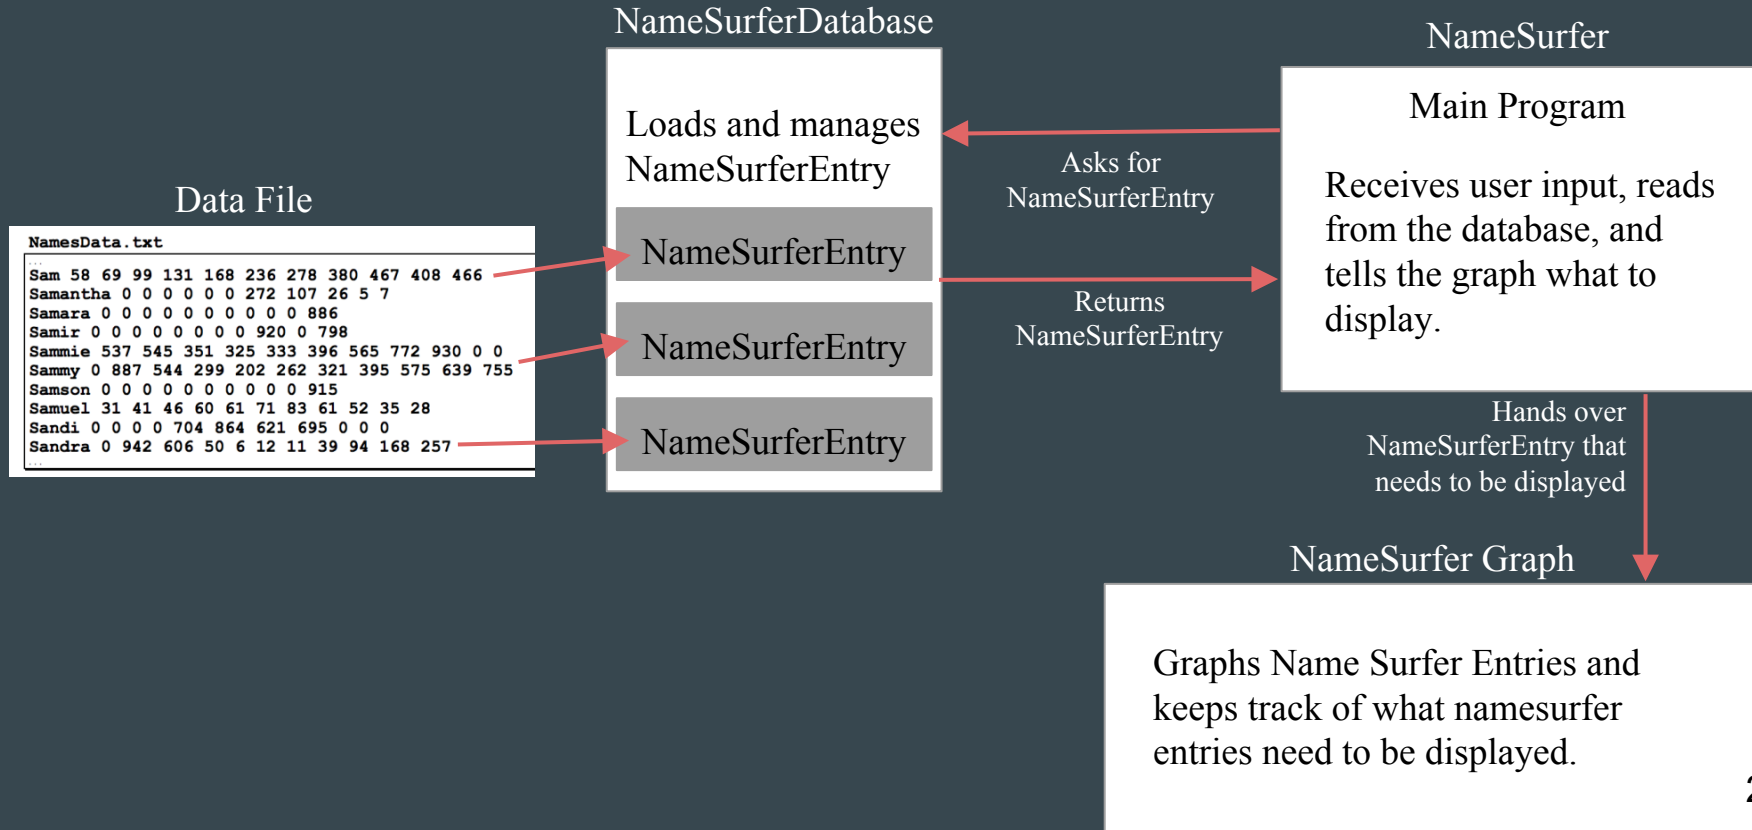 NameSurferDatabase
NameSurfer
Loads and manages
NameSurferEntry
NameSurferEntry
NameSurferEntry
NameSurferEntry
Data File
NamesData.txt
...
Sam 58 69 99 131 168 236 278 380 467 408 466
Samantha 0 0 0 0 0 0 272 107 26 5 7
Samara 0 0 0 0 0 0 0 0 0 0 886
Samir 0 0 0 0 0 0 0 0 920 0 798
Sammie 537 545 351 325 333 396 565 772 930 0 0
Sammy 0 887 544 299 202 262 321 395 575 639 755
Samson 0 0 0 0 0 0 0 0 0 0 915
Samuel 31 41 46 60 61 71 83 61 52 35 28
Sandi 0 0 0 0 704 864 621 695 0 0 0
Sandra 0 942 606 50 6 12 11 39 94 168 257
...
Asks for
NameSurferEntry
Returns
NameSurferEntry
Main Program
Receives user input, reads
from the database, and
tells the graph what to
display.
Hands over
NameSurferEntry that
needs to be displayed
NameSurfer Graph
Graphs Name Surfer Entries and
keeps track of what namesurfer
entries need to be displayed.